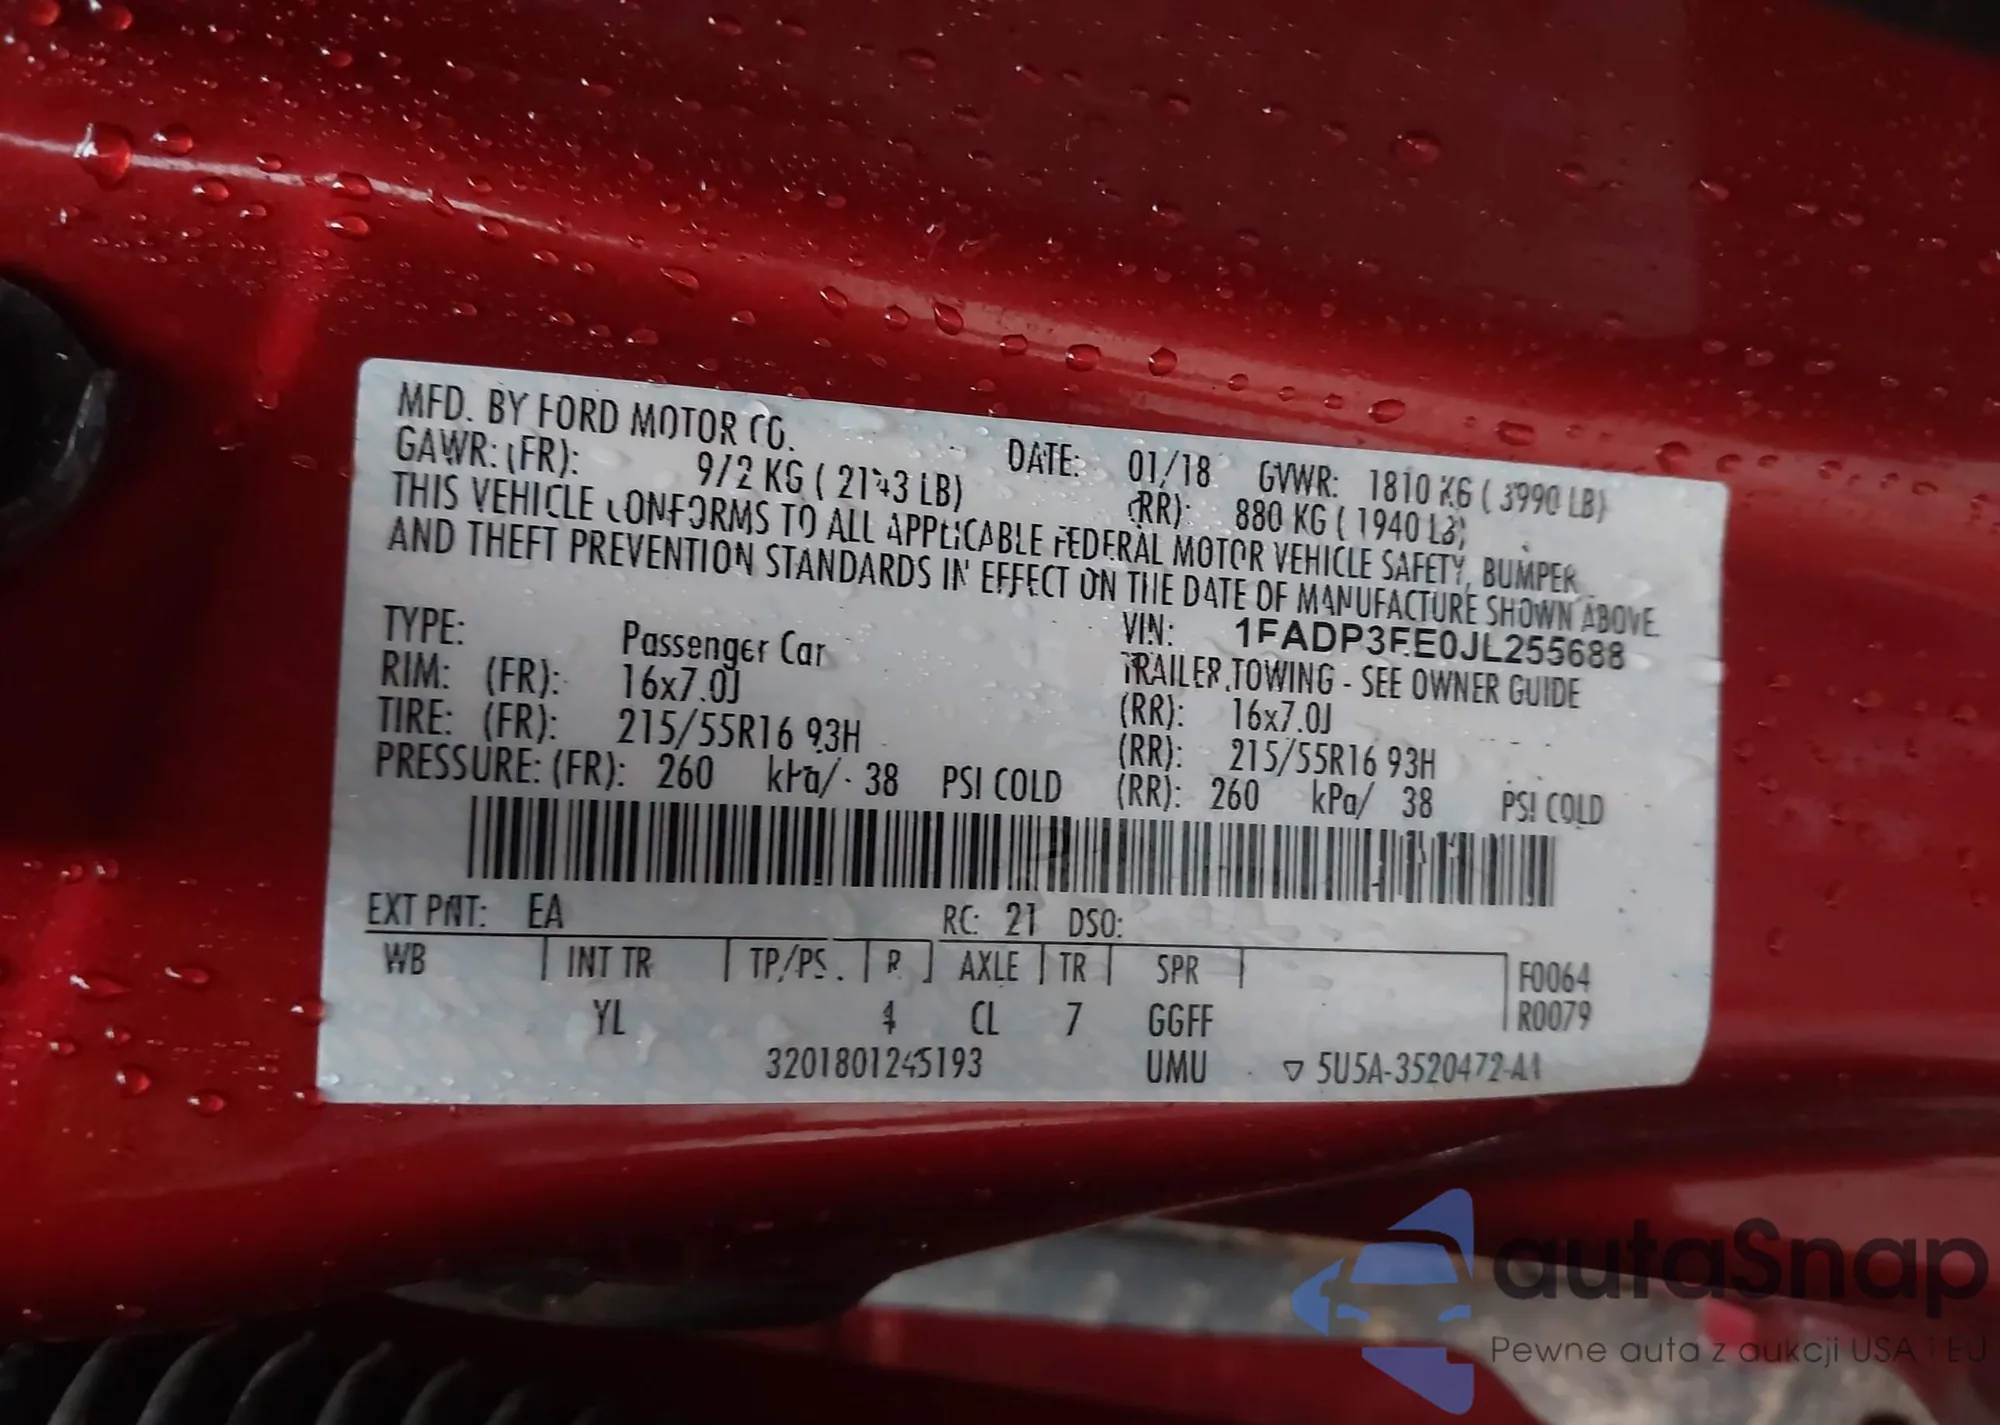 MFD. BY FORD MOTOR CO.
DATE: 01/18 GVWR: 1810 KG ( 3990 LB)
GAWR: (FR): 972 KG ( 2143 LB) (RR): 880 KG ( 1940 LB)
THIS VEHICLE CONFORMS TO ALL APPLICABLE FEDERAL MOTOR VEHICLE SAFETY, BUMPER
AND THEFT PREVENTION STANDARDS IN EFFECT ON THE DATE OF MANUFACTURE SHOWN ABOVE.
VIN: 1FADP3FE0JL255688
TYPE: Passenger Car TRAILER TOWING - SEE OWNER GUIDE
RIM: (FR): 16x7.0J (RR): 16x7.0J
TIRE: (FR): 215/55R16 93H (RR): 215/55R16 93H
PRESSURE: (FR): 260 kPa/ 38 PSI COLD (RR): 260 kPa/ 38 PSI COLD
EXT PNT: EA RC: 21 DSO:
WB INT TR TP/PS R AXLE TR SPR F0064
YL 4 CL 7 GGFF R0079
3201801245193 UMU ▽ 5U5A-3520472-AA
autaSnap
Pewne auta z aukcji USA i EU